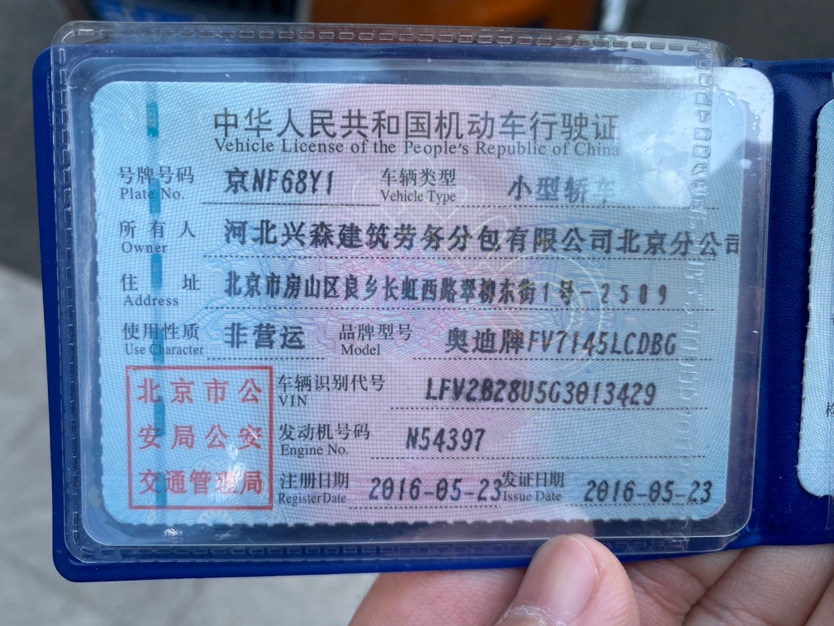 中华人民共和国机动车行驶证
Vehicle License of the People's Republic of China
号牌号码 京NF68Y1 车辆类型 小型轿车
Plate No. Vehicle Type
所有人 河北兴森建筑劳务分包有限公司北京分公司
Owner
住址 北京市房山区良乡长虹西路翠柳东街1号-2509
Address
使用性质 非营运 品牌型号 奥迪牌FV7145LCDBG
Use Character Model
北京市公 车辆识别代号 LFV2B28U5G3013429
VIN
安局公安 发动机号码 N54397
Engine No.
交通管理局 注册日期 2016-05-23 发证日期 2016-05-23
Register Date Issue Date